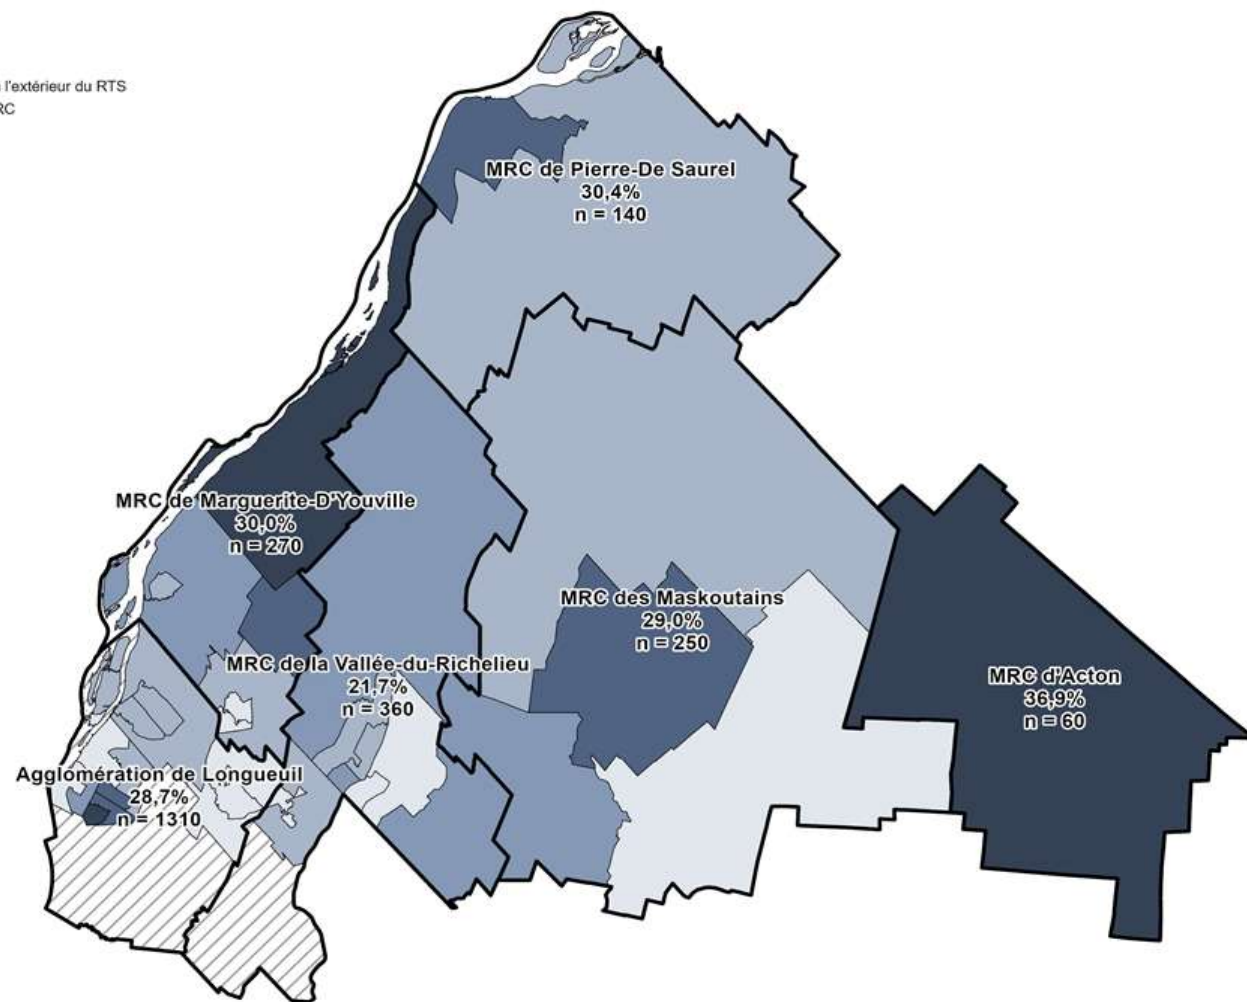 l'extérieur du RTS
RC
MRC de Pierre-De Saurel
30,4%
n = 140
MRC de Marguerite-D'Youville
30,0%
n = 270
MRC des Maskoutains
29,0%
n = 250
MRC de la Vallée-du-Richelieu
21,7%
n = 360
MRC d'Acton
36,9%
n = 60
Agglomération de Longueuil
28,7%
n = 1310